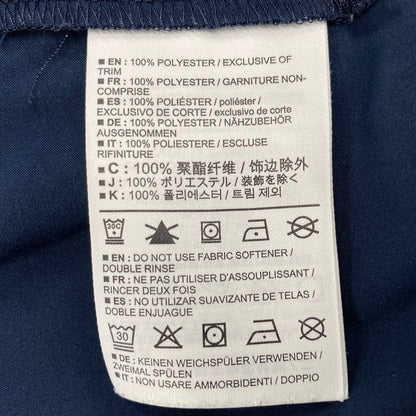 ■ EN: 100% POLYESTER / EXCLUSIVE OF
TRIM
■ FR: 100% POLYESTER / GARNITURE NON-
COMPRISE
■ ES: 100% POLIÉSTER / poliéster /
EXCLUSIVO DE CORTE / exclusivo de corte
■ DE: 100% POLYESTER / NÄHZUBEHÖR
AUSGENOMMEN
■ IT: 100% POLIESTERE / ESCLUSE
RIFINITURE
■ C: 100% 聚酯纤维 / 饰边除外
■ J: 100% ポリエステル / 装飾を除く
■ K: 100% 폴리에스터 / 트림 제외
30C
■ EN: DO NOT USE FABRIC SOFTENER /
DOUBLE RINSE
■ FR: NE PAS UTILISER D'ASSOUPLISSANT /
RINCER DEUX FOIS
■ ES: NO UTILIZAR SUAVIZANTE DE TELAS /
DOBLE ENJUAGUE
30
■ DE: KEINEN WEICHSPÜLER VERWENDEN /
ZWEIMAL SPÜLEN
■ IT: NON USARE AMMORBIDENTI / DOPPIO